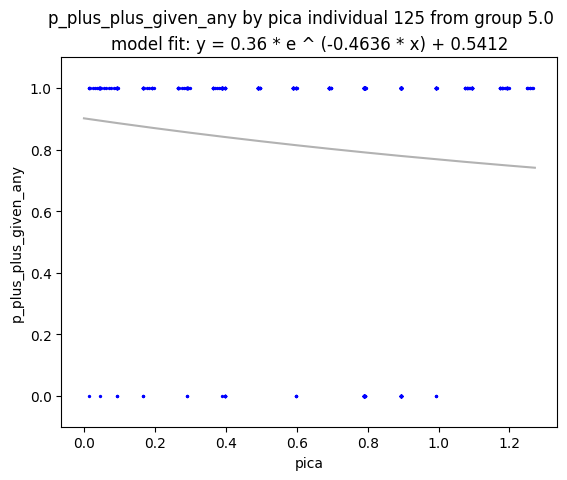 p_plus_plus_given_any by pica individual 125 from group 5.0
model fit: y = 0.36 * e ^ (-0.4636 * x) + 0.5412
p_plus_plus_given_any
1.0
0.8
0.6
0.4
0.2
0.0
0.0 0.2 0.4 0.6 0.8 1.0 1.2
pica